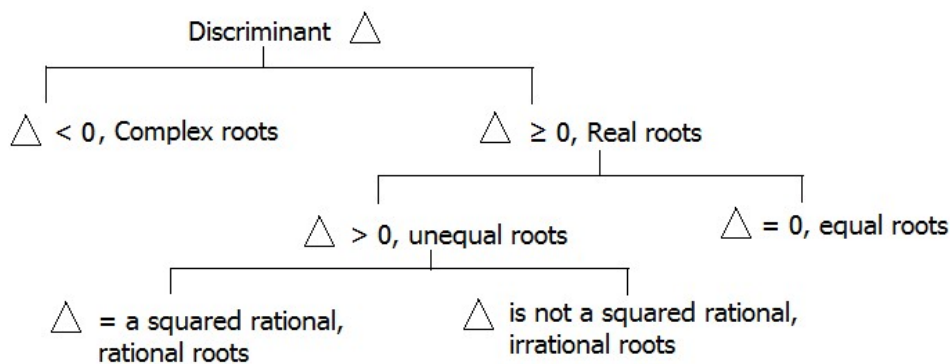 Discriminant △
△ < 0, Complex roots
△ ≥ 0, Real roots
△ > 0, unequal roots
△ = 0, equal roots
△ = a squared rational,
rational roots
△ is not a squared rational,
irrational roots